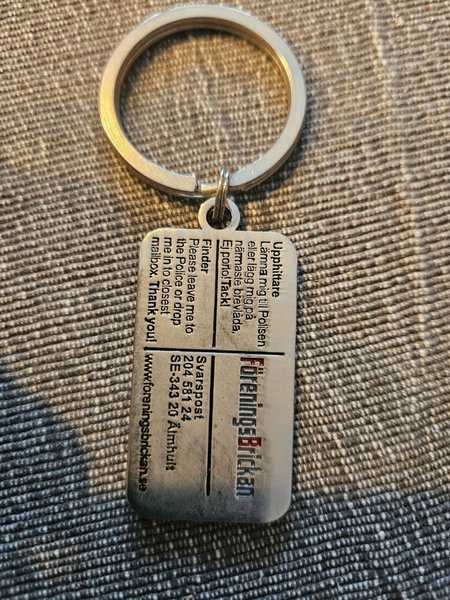 Upphittare
Lämna mig till Polisen
eller lägg mig på
närmaste brevlåda.
Ej porto! Tack!
FöreningsBrickan
Finder
Please leave me to
the Police or drop
me in to closest
mailbox. Thank you!
Svarspost
204 581 24
SE-343 20 Älmhult
www.foreningsbrickan.se